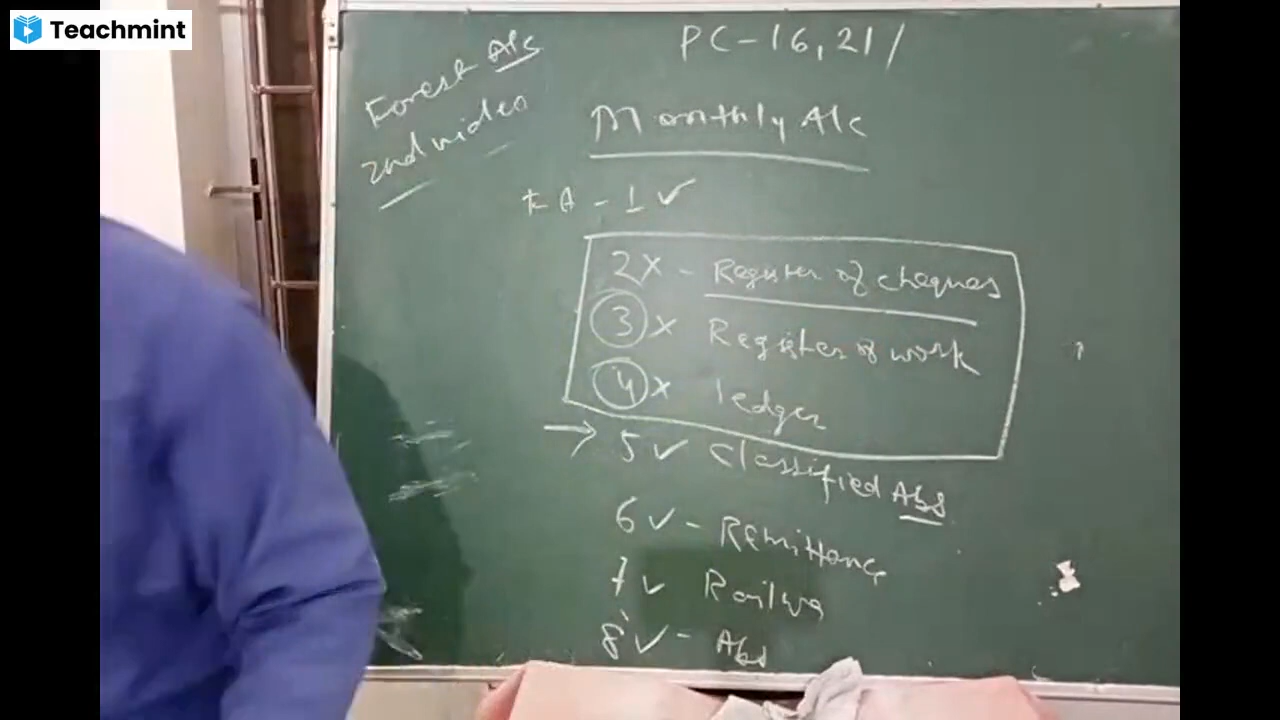 Teachmint
PC-16, 21/
Forest A/c
2nd video
Monthly A/c
FA - 1 ✓
2 X - Register of cheques
3 X Register of work
4 X ledger
→ 5 ✓ Classified Abs
6 ✓ - Remittance
7 ✓
8 ✓ - Abs